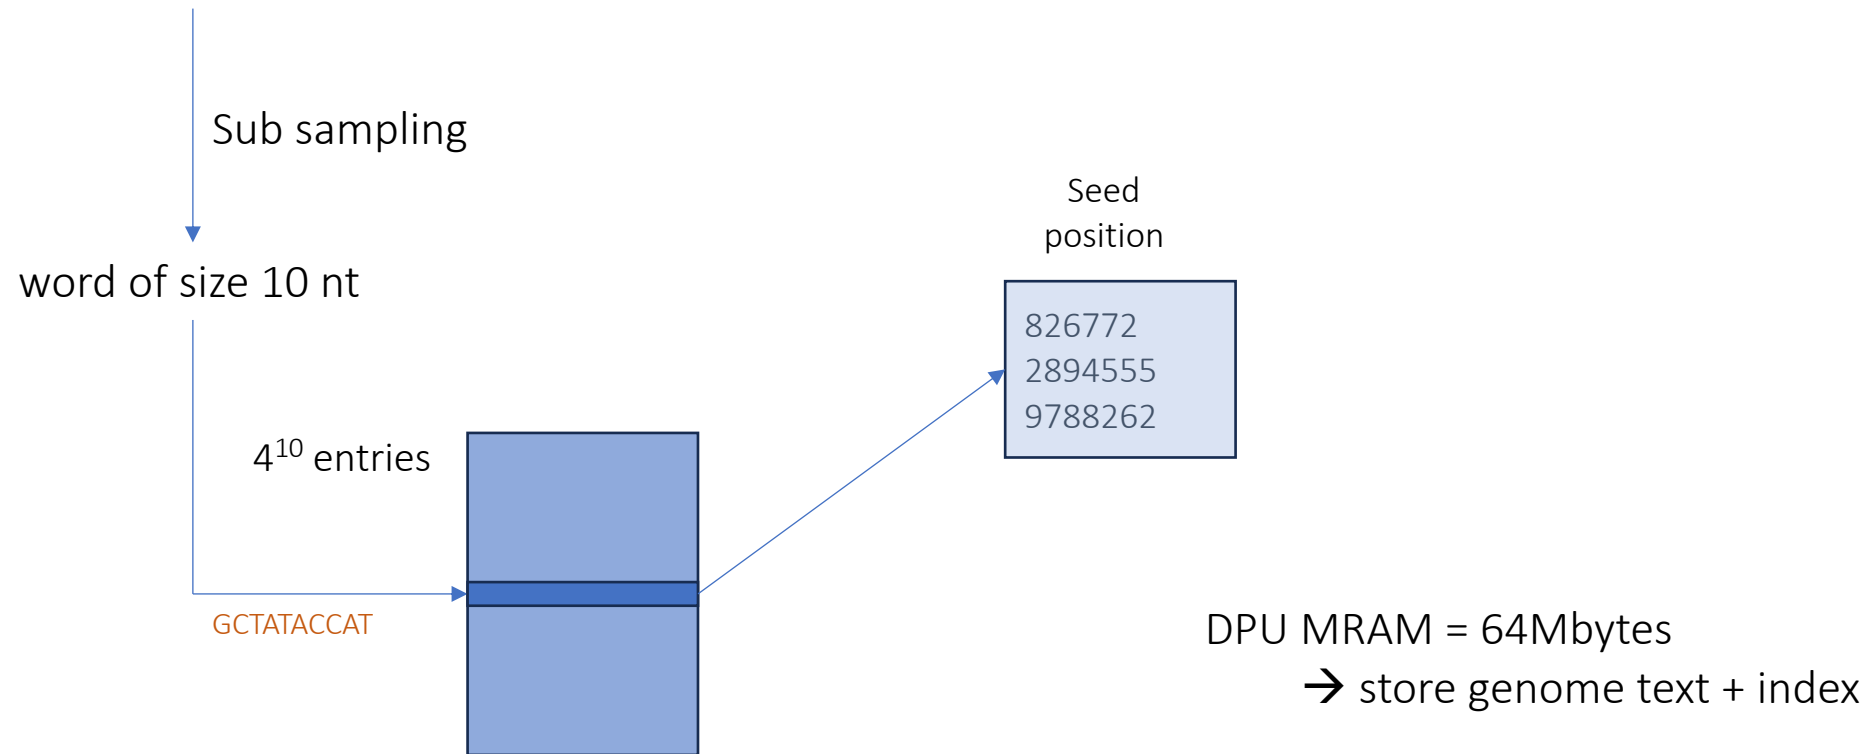 Sub sampling
word of size 10 nt
Seed
position
826772
2894555
9788262
4¹⁰ entries
GCTATACCAT
DPU MRAM = 64Mbytes
→ store genome text + index